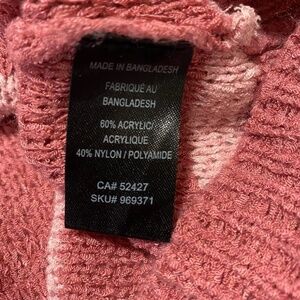 MADE IN BANGLADESH
FABRIQUÉ AU
BANGLADESH
60% ACRYLIC/
ACRYLIQUE
40% NYLON / POLYAMIDE
CA# 52427
SKU# 969371